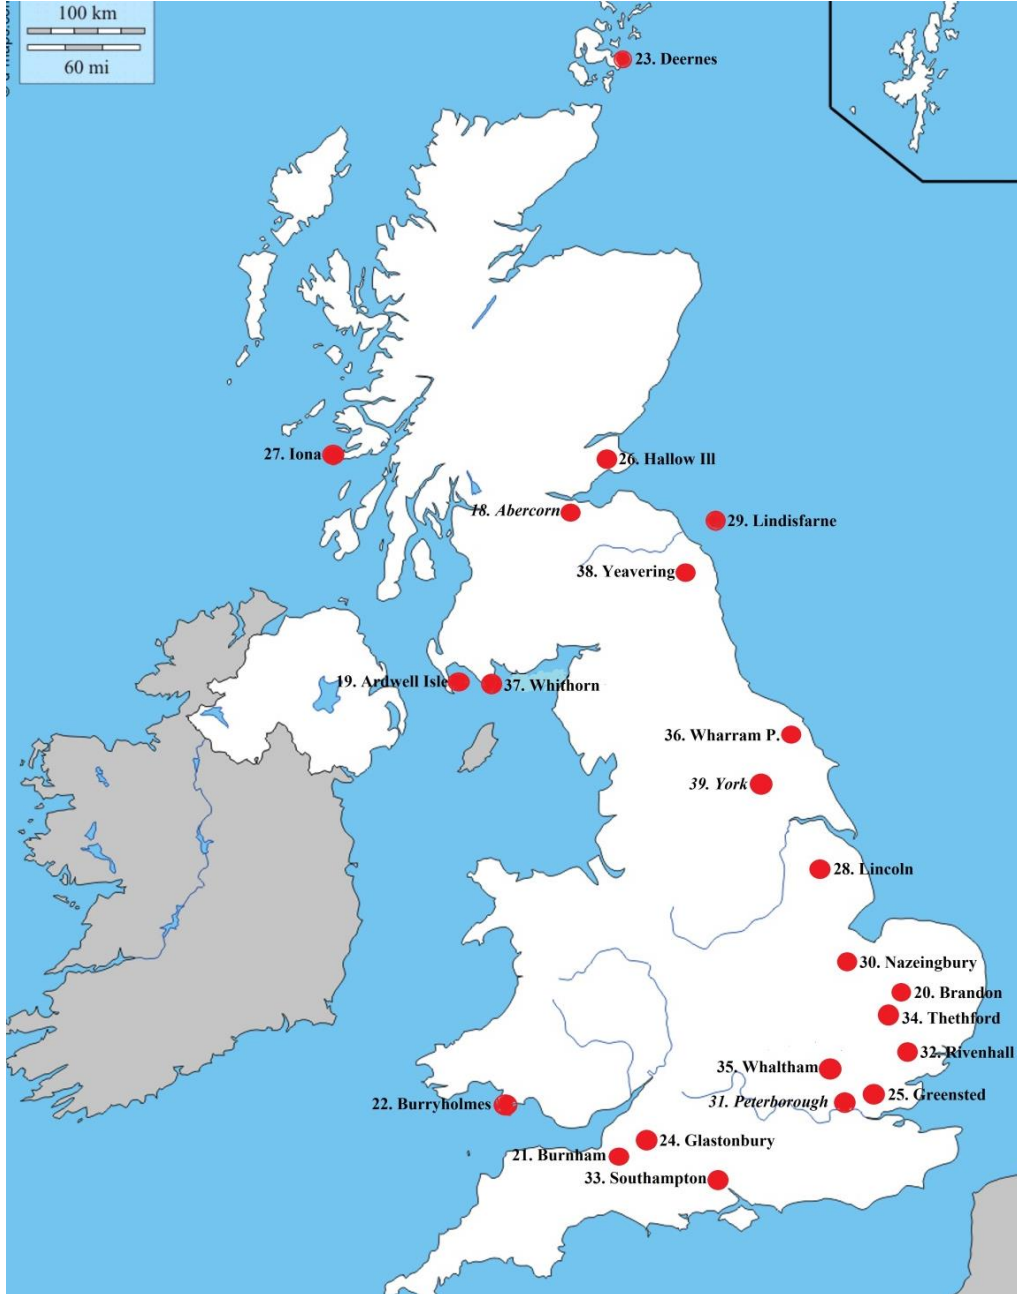 100 km
60 mi
23. Deernes
27. Iona
26. Hallow Ill
18. Abercorn
29. Lindisfarne
38. Yeavering
19. Ardwell Isle
37. Whithorn
36. Wharram P.
39. York
28. Lincoln
30. Nazeingbury
20. Brandon
34. Thethford
32. Rivenhall
35. Whaltham
25. Greensted
31. Peterborough
22. Burryholmes
24. Glastonbury
21. Burnham
33. Southampton